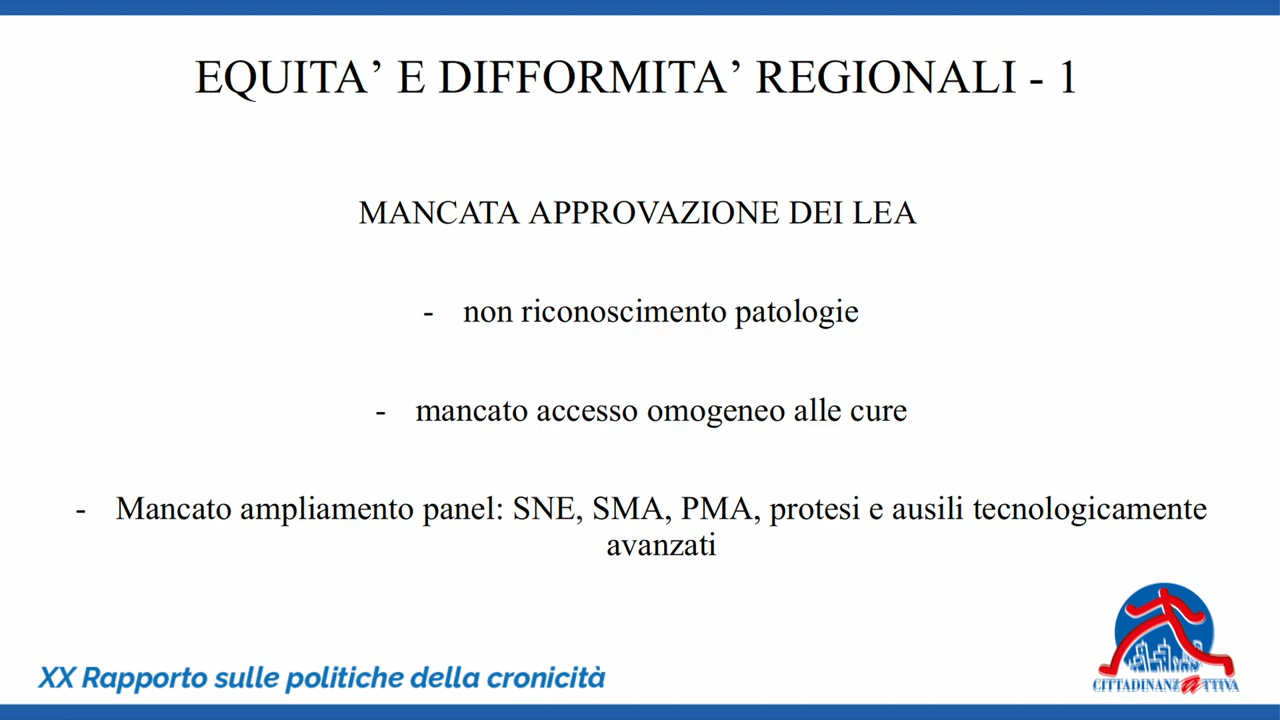 EQUITA’ E DIFFORMITA’ REGIONALI - 1
MANCATA APPROVAZIONE DEI LEA
- non riconoscimento patologie
- mancato accesso omogeneo alle cure
- Mancato ampliamento panel: SNE, SMA, PMA, protesi e ausili tecnologicamente
avanzati
XX Rapporto sulle politiche della cronicità
CITTADINANZATTIVA